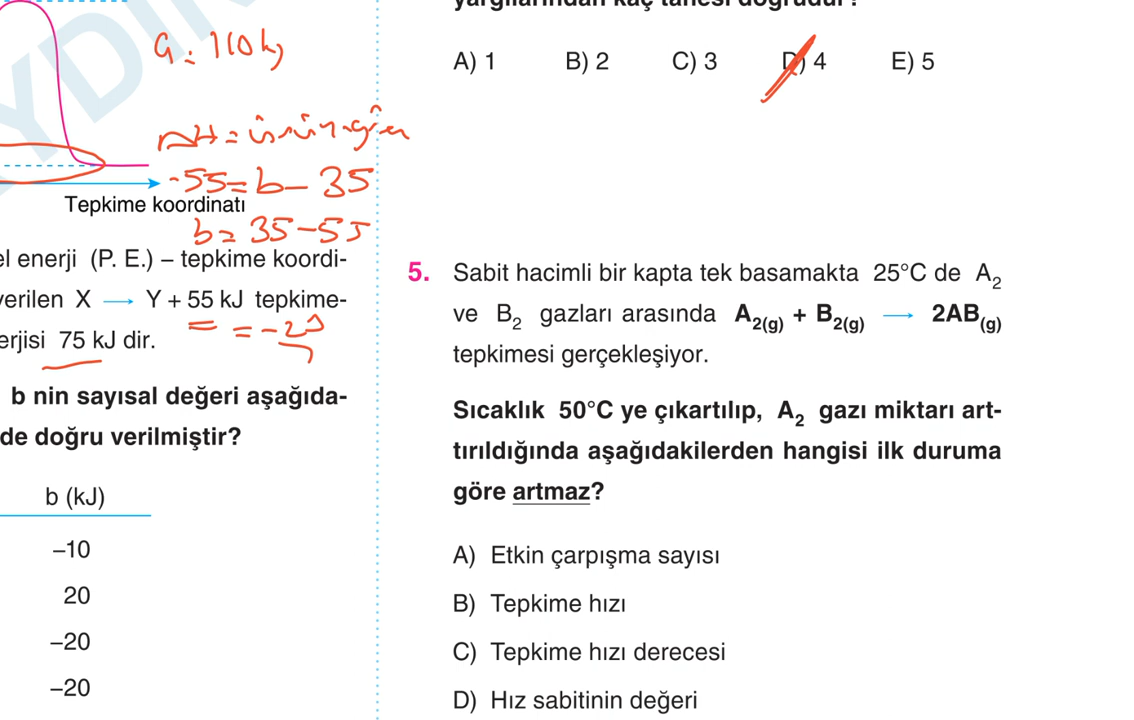 G: 110 kj
ΔH = ürün-giren
-55 = b - 35
Tepkime koordinatı
b = 35-55
el enerji (P. E.) – tepkime koordi-
verilen X → Y + 55 kJ tepkime-
= = -20
erjisi 75 kJ dir.
b nin sayısal değeri aşağıda-
de doğru verilmiştir?
b (kJ)
–10
20
–20
–20
yargılarından kaç tanesi doğrudur?
A) 1 B) 2 C) 3 D) 4 E) 5
5. Sabit hacimli bir kapta tek basamakta 25°C de A₂
ve B₂ gazları arasında A₂(g) + B₂(g) → 2AB(g)
tepkimesi gerçekleşiyor.
Sıcaklık 50°C ye çıkartılıp, A₂ gazı miktarı art-
tırıldığında aşağıdakilerden hangisi ilk duruma
göre artmaz?
A) Etkin çarpışma sayısı
B) Tepkime hızı
C) Tepkime hızı derecesi
D) Hız sabitinin değeri